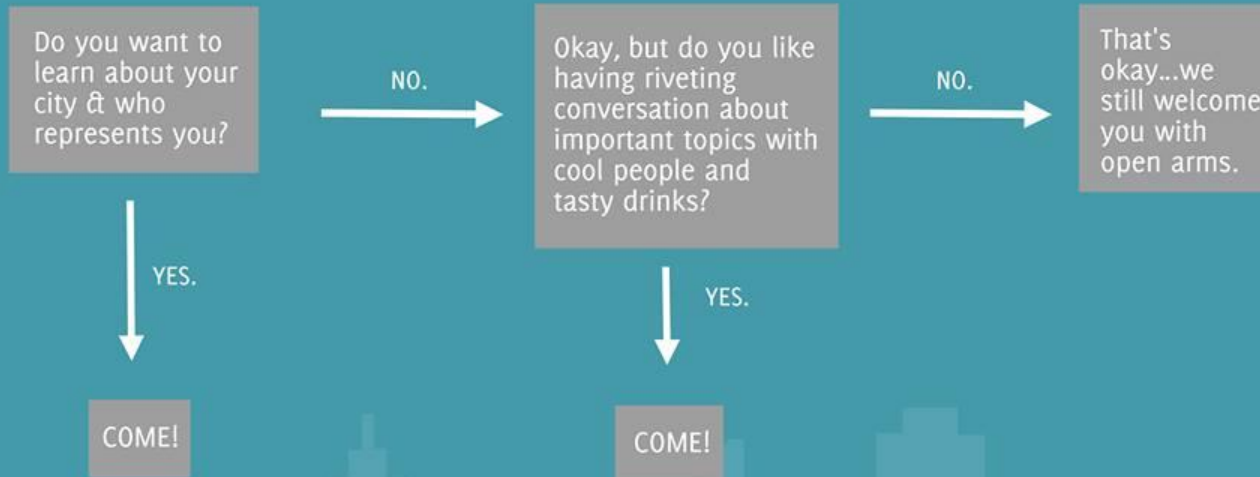 Do you want to
learn about your
city & who
represents you?
NO.
Okay, but do you like
having riveting
conversation about
important topics with
cool people and
tasty drinks?
NO.
That's
okay...we
still welcome
you with
open arms.
YES.
YES.
COME!
COME!